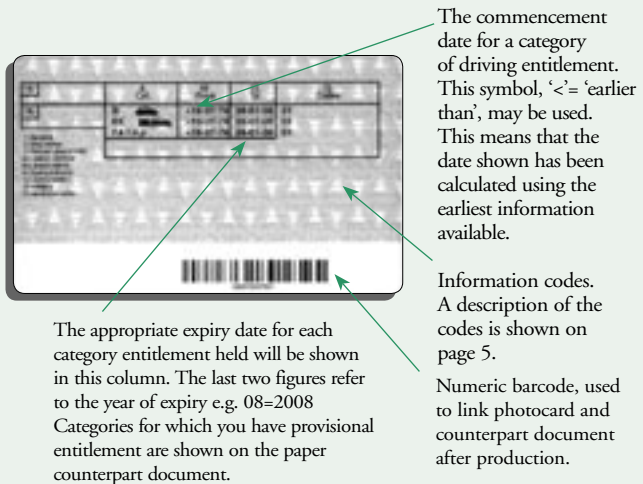 The commencement
date for a category
of driving entitlement.
This symbol, ‘<’= ‘earlier
than’, may be used.
This means that the
date shown has been
calculated using the
earliest information
available.
Information codes.
A description of the
codes is shown on
page 5.
Numeric barcode, used
to link photocard and
counterpart document
after production.
The appropriate expiry date for each
category entitlement held will be shown
in this column. The last two figures refer
to the year of expiry e.g. 08=2008
Categories for which you have provisional
entitlement are shown on the paper
counterpart document.